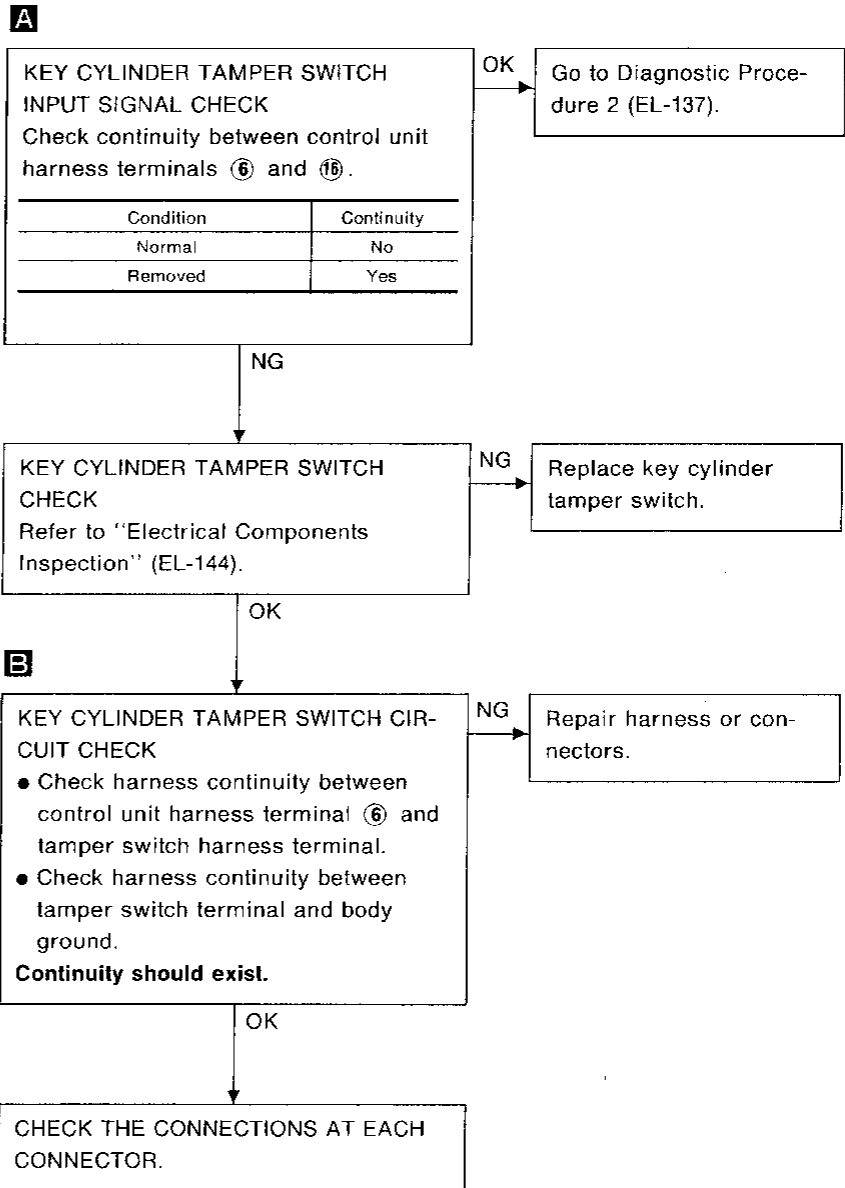 A
KEY CYLINDER TAMPER SWITCH
INPUT SIGNAL CHECK
Check continuity between control unit
harness terminals ⑥ and ⑯.
Condition Continuity
Normal No
Removed Yes
OK
Go to Diagnostic Proce-
dure 2 (EL-137).
NG
KEY CYLINDER TAMPER SWITCH
CHECK
Refer to "Electrical Components
Inspection" (EL-144).
NG
Replace key cylinder
tamper switch.
OK
B
KEY CYLINDER TAMPER SWITCH CIR-
CUIT CHECK
● Check harness continuity between
control unit harness terminal ⑥ and
tamper switch harness terminal.
● Check harness continuity between
tamper switch terminal and body
ground.
Continuity should exist.
NG
Repair harness or con-
nectors.
OK
CHECK THE CONNECTIONS AT EACH
CONNECTOR.